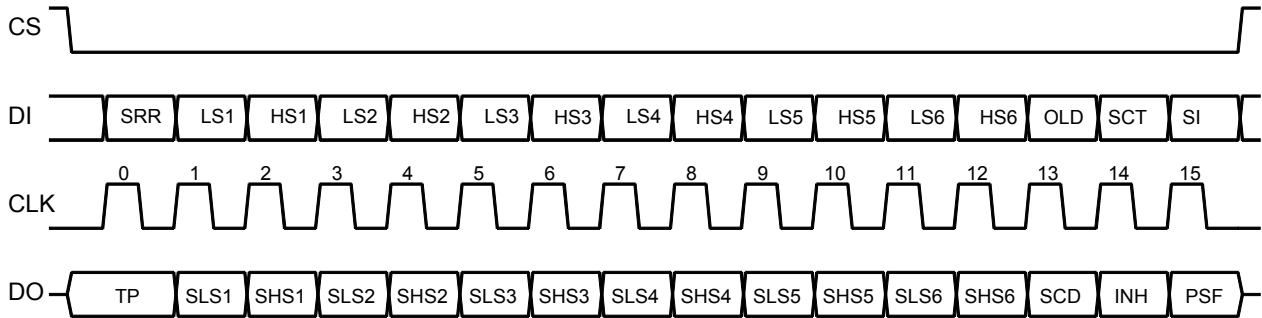 CS
DI SRR LS1 HS1 LS2 HS2 LS3 HS3 LS4 HS4 LS5 HS5 LS6 HS6 OLD SCT SI
0 1 2 3 4 5 6 7 8 9 10 11 12 13 14 15
CLK
DO TP SLS1 SHS1 SLS2 SHS2 SLS3 SHS3 SLS4 SHS4 SLS5 SHS5 SLS6 SHS6 SCD INH PSF